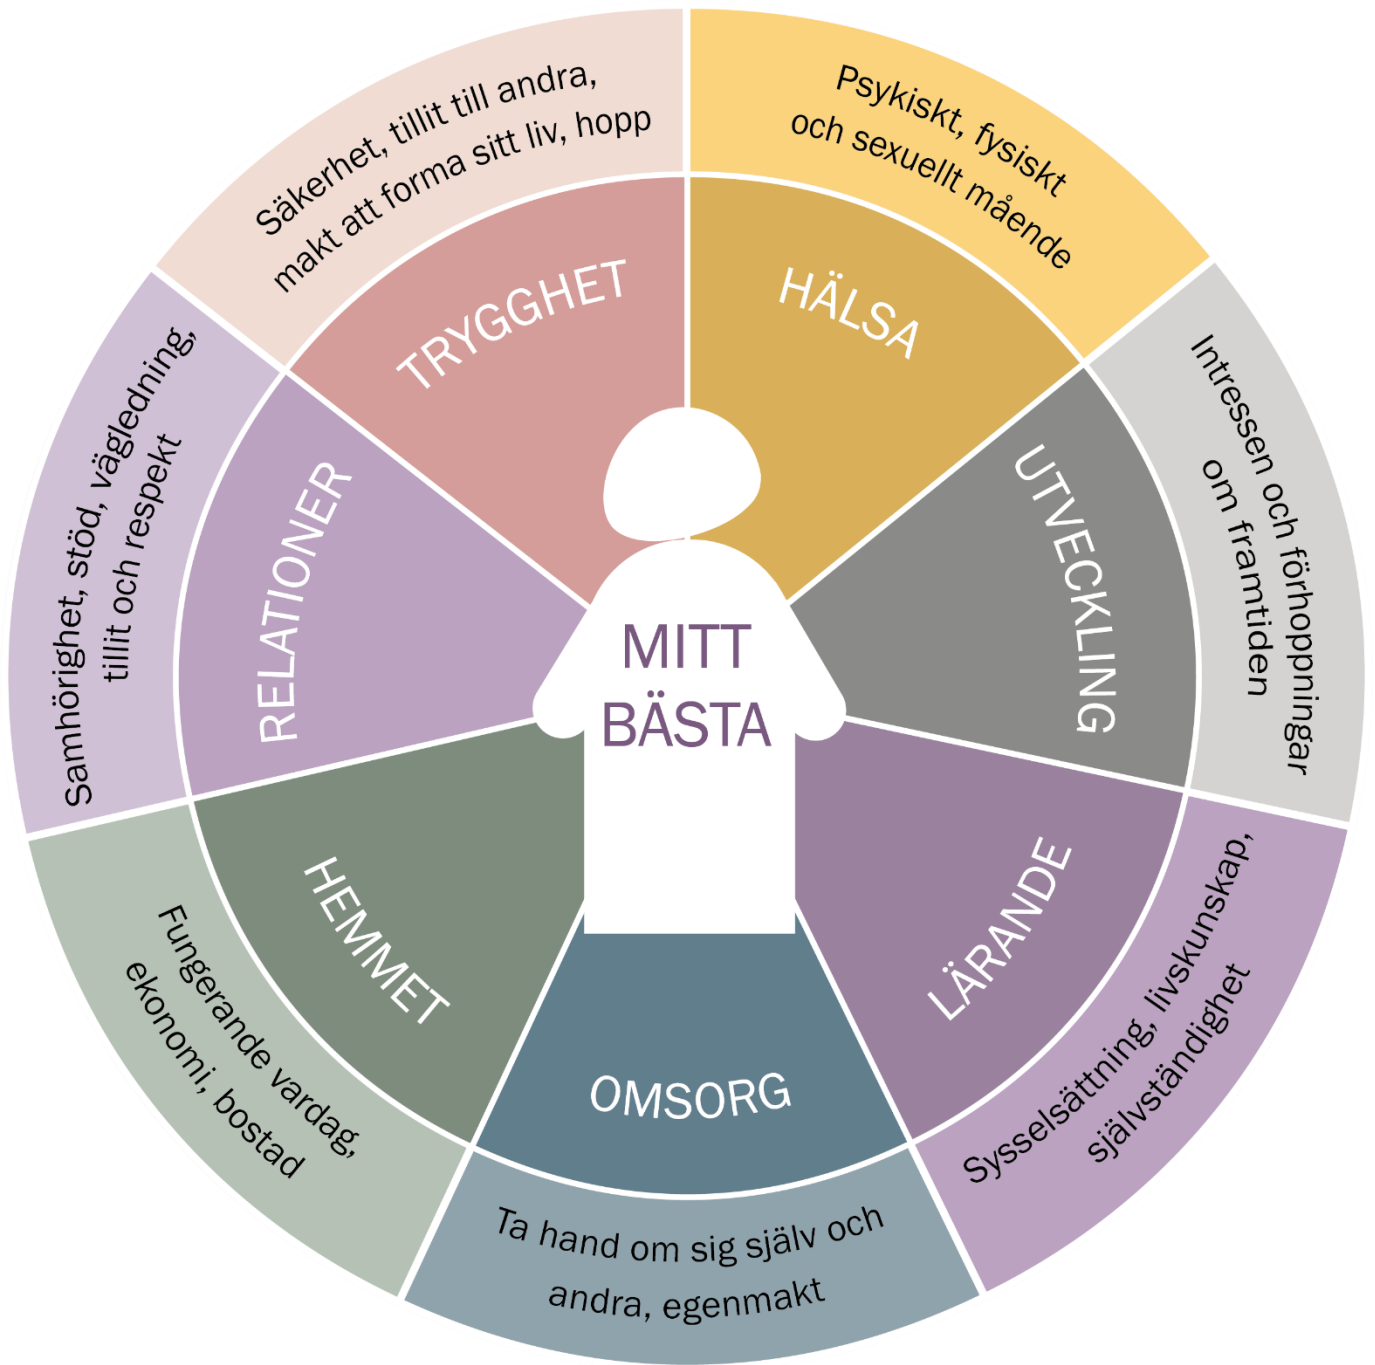 Säkerhet, tillit till andra,
makt att forma sitt liv, hopp
TRYGGHET
Psykiskt, fysiskt
och sexuellt mående
HÄLSA
Intressen och förhoppningar
om framtiden
UTVECKLING
Sysselsättning, livskunskap,
självständighet
LÄRANDE
Ta hand om sig själv och
andra, egenmakt
OMSORG
Fungerande vardag,
ekonomi, bostad
HEMMET
Samhörighet, stöd, vägledning,
tillit och respekt
RELATIONER
MITT
BÄSTA